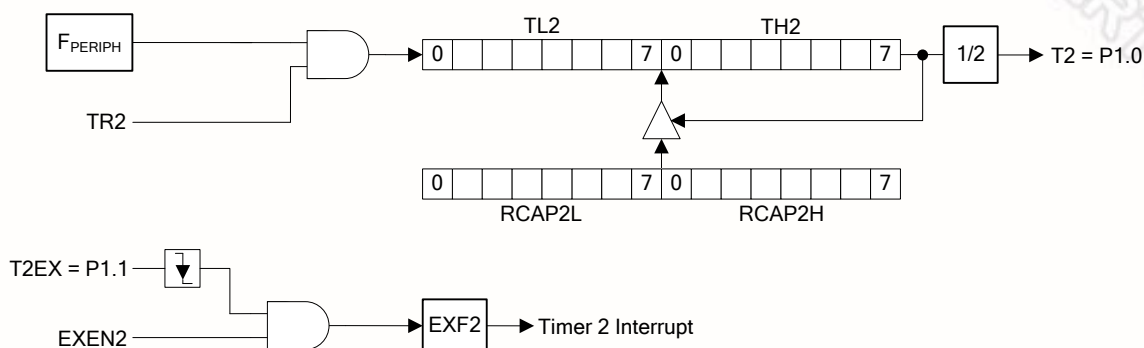 TL2 TH2
F_PERIPH 0 7 0 7 1/2 T2 = P1.0
TR2
0 7 0 7
RCAP2L RCAP2H
T2EX = P1.1
EXEN2 EXF2 Timer 2 Interrupt